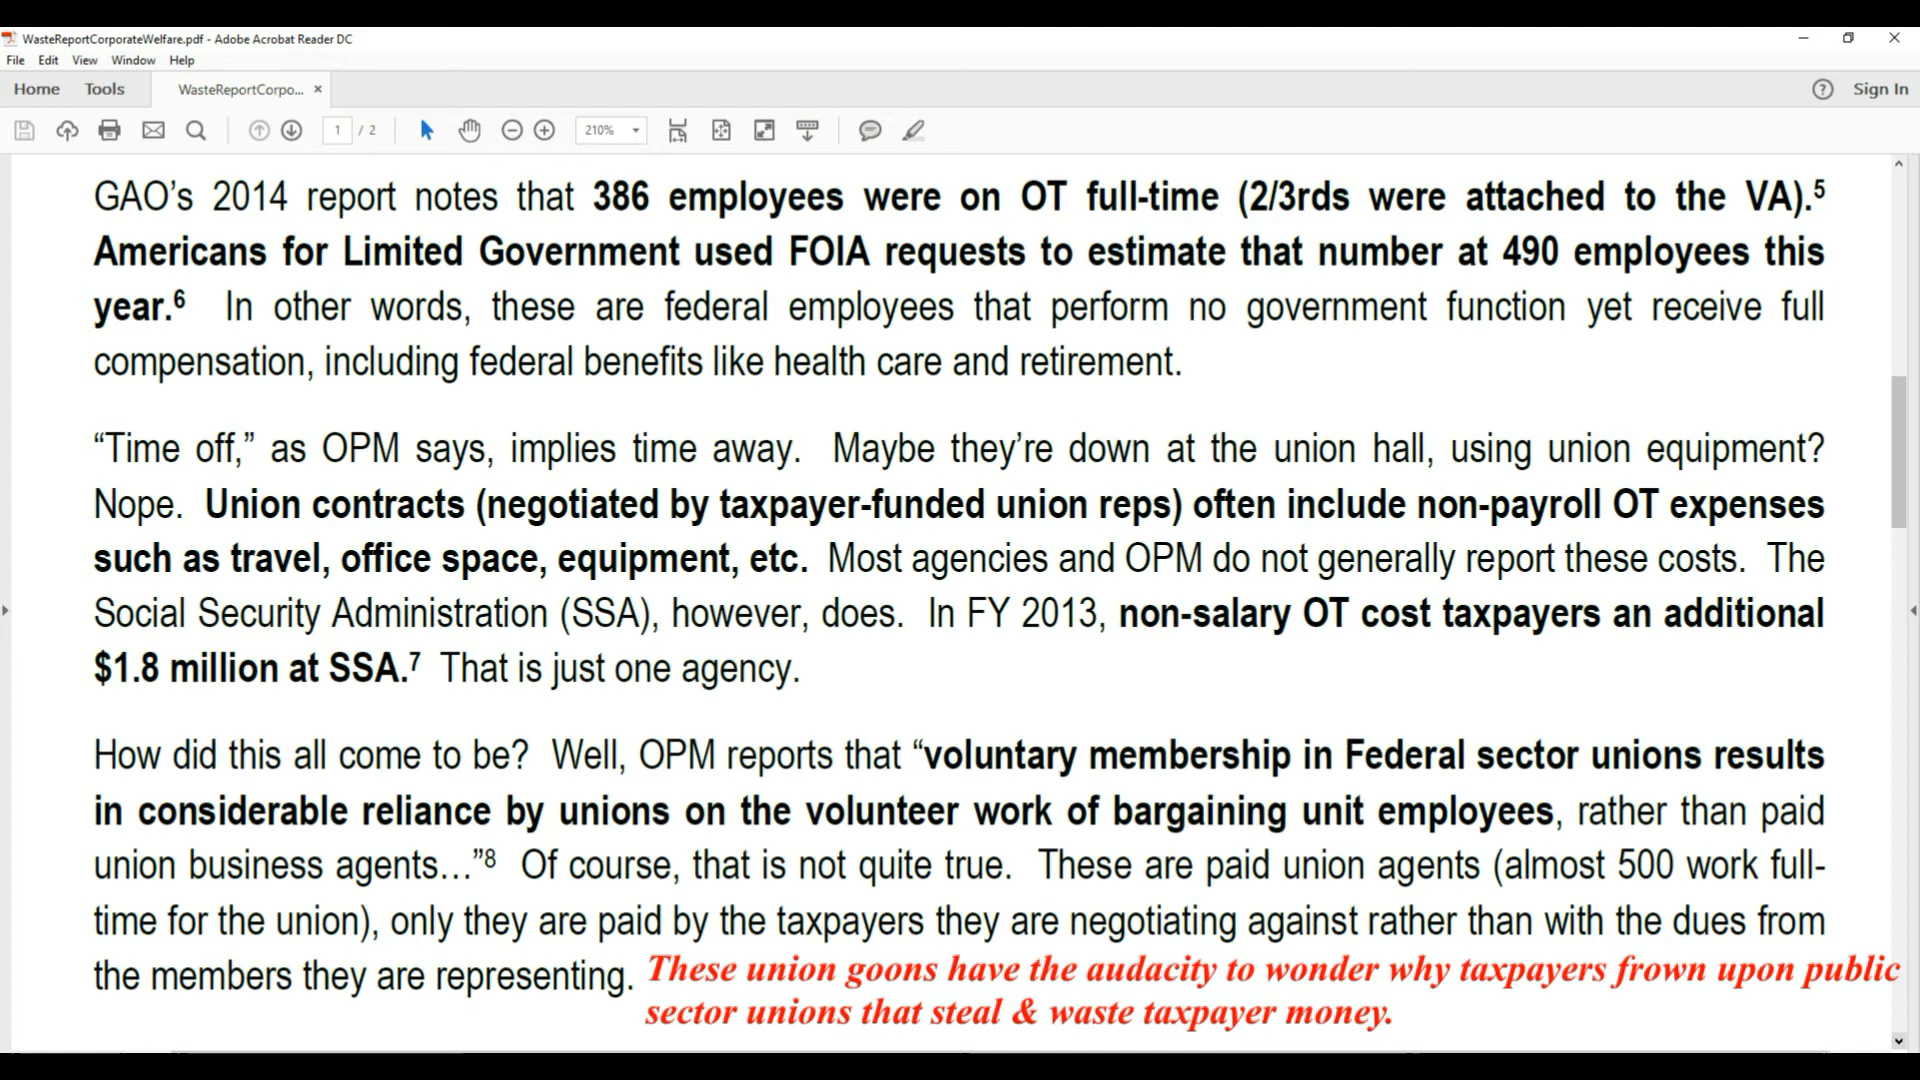 WasteReportCorporateWelfare.pdf - Adobe Acrobat Reader DC
File Edit View Window Help
Home Tools WasteReportCorpo... × ? Sign In
1 / 2 210%
GAO’s 2014 report notes that 386 employees were on OT full-time (2/3rds were attached to the VA).5
Americans for Limited Government used FOIA requests to estimate that number at 490 employees this
year.6 In other words, these are federal employees that perform no government function yet receive full
compensation, including federal benefits like health care and retirement.
“Time off,” as OPM says, implies time away. Maybe they’re down at the union hall, using union equipment?
Nope. Union contracts (negotiated by taxpayer-funded union reps) often include non-payroll OT expenses
such as travel, office space, equipment, etc. Most agencies and OPM do not generally report these costs. The
Social Security Administration (SSA), however, does. In FY 2013, non-salary OT cost taxpayers an additional
$1.8 million at SSA.7 That is just one agency.
How did this all come to be? Well, OPM reports that “voluntary membership in Federal sector unions results
in considerable reliance by unions on the volunteer work of bargaining unit employees, rather than paid
union business agents…”8 Of course, that is not quite true. These are paid union agents (almost 500 work full-
time for the union), only they are paid by the taxpayers they are negotiating against rather than with the dues from
the members they are representing.
These union goons have the audacity to wonder why taxpayers frown upon public
sector unions that steal & waste taxpayer money.